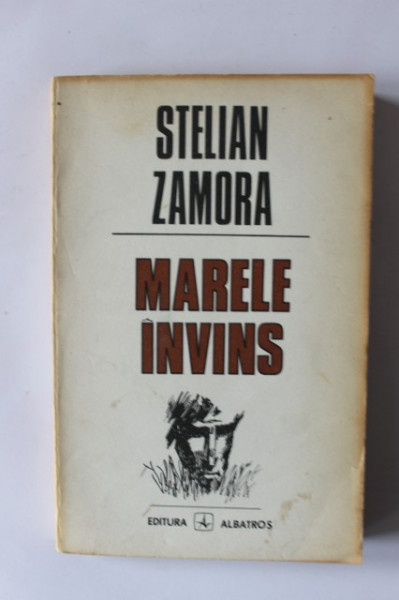 STELIAN
ZAMORA
MARELE
ÎNVINS
EDITURA ALBATROS